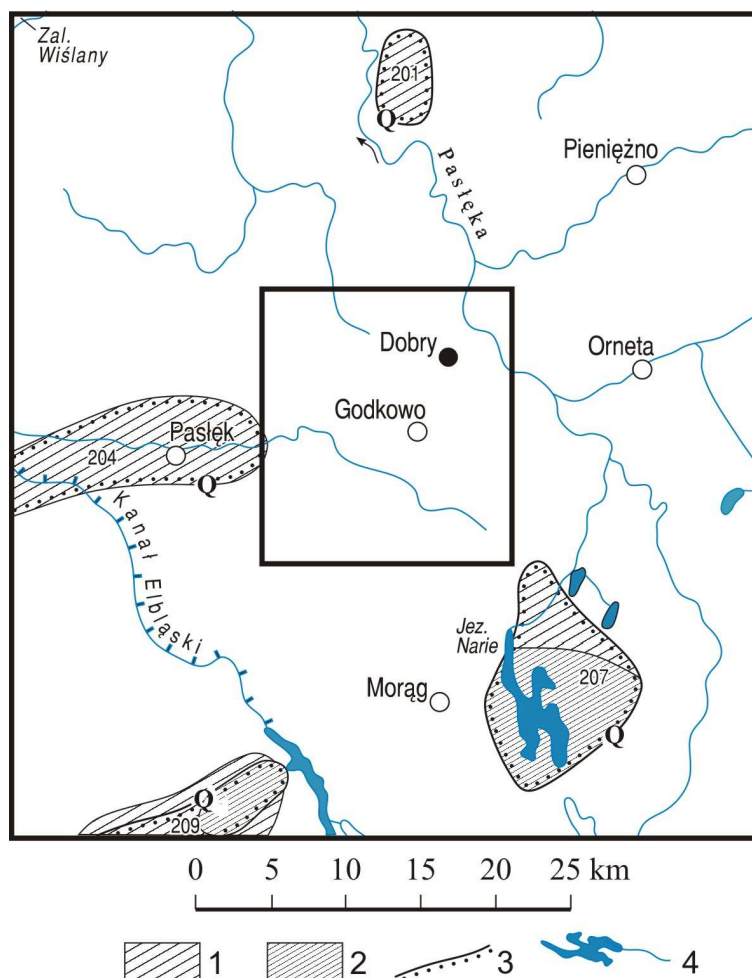 Zal.
Wiślany
201
Q
Pasłęka
Pieniężno
Dobry
Orneta
Godkowo
Pasłęk
204
Q
Kanał Elbląski
Jez.
Narie
207
Morąg
Q
Q
209
0 5 10 15 20 25 km
1 2 3 4